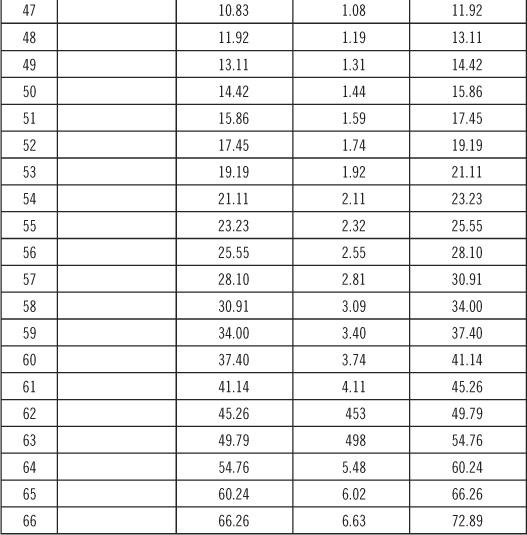 47 10.83 1.08 11.92
48 11.92 1.19 13.11
49 13.11 1.31 14.42
50 14.42 1.44 15.86
51 15.86 1.59 17.45
52 17.45 1.74 19.19
53 19.19 1.92 21.11
54 21.11 2.11 23.23
55 23.23 2.32 25.55
56 25.55 2.55 28.10
57 28.10 2.81 30.91
58 30.91 3.09 34.00
59 34.00 3.40 37.40
60 37.40 3.74 41.14
61 41.14 4.11 45.26
62 45.26 453 49.79
63 49.79 498 54.76
64 54.76 5.48 60.24
65 60.24 6.02 66.26
66 66.26 6.63 72.89